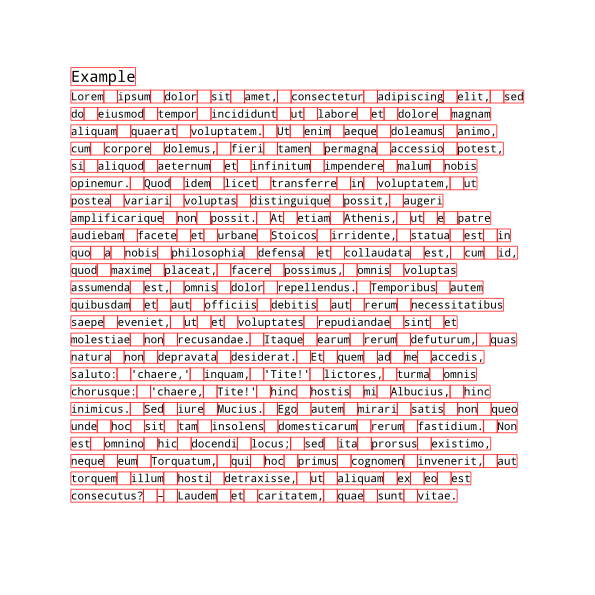 Example
Lorem ipsum dolor sit amet, consectetur adipiscing elit, sed
do eiusmod tempor incididunt ut labore et dolore magnam
aliquam quaerat voluptatem. Ut enim aeque doleamus animo,
cum corpore dolemus, fieri tamen permagna accessio potest,
si aliquod aeternum et infinitum impendere malum nobis
opinemur. Quod idem licet transferre in voluptatem, ut
postea variari voluptas distinguique possit, augeri
amplificarique non possit. At etiam Athenis, ut e patre
audiebam facete et urbane Stoicos irridente, statua est in
quo a nobis philosophia defensa et collaudata est, cum id,
quod maxime placeat, facere possimus, omnis voluptas
assumenda est, omnis dolor repellendus. Temporibus autem
quibusdam et aut officiis debitis aut rerum necessitatibus
saepe eveniet, ut et voluptates repudiandae sint et
molestiae non recusandae. Itaque earum rerum defuturum, quas
natura non depravata desiderat. Et quem ad me accedis,
saluto: 'chaere,' inquam, 'Tite!' lictores, turma omnis
chorusque: 'chaere, Tite!' hinc hostis mi Albucius, hinc
inimicus. Sed iure Mucius. Ego autem mirari satis non queo
unde hoc sit tam insolens domesticarum rerum fastidium. Non
est omnino hic docendi locus; sed ita prorsus existimo,
neque eum Torquatum, qui hoc primus cognomen invenerit, aut
torquem illum hosti detraxisse, ut aliquam ex eo est
consecutus? – Laudem et caritatem, quae sunt vitae.